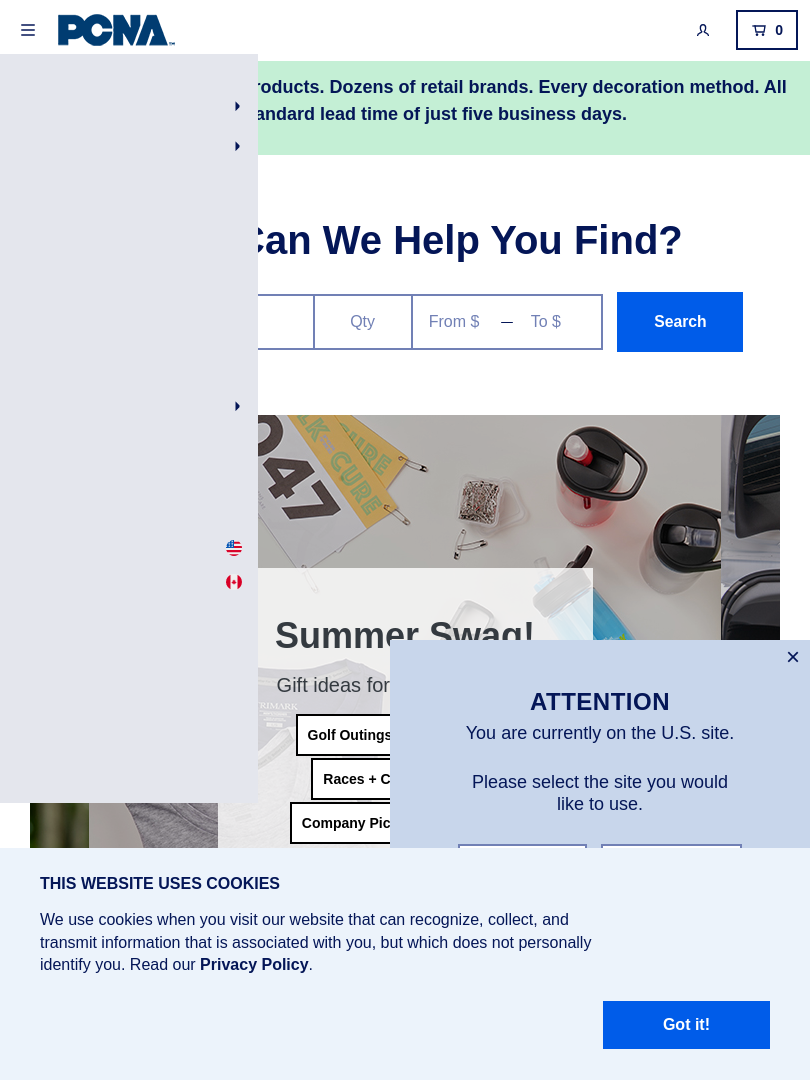 PCNA
0
roducts. Dozens of retail brands. Every decoration method. All
andard lead time of just five business days.
Can We Help You Find?
Qty
From $
To $
Search
047
CURE
CURE
Summer Swag!
Gift ideas for
TRIMARK
Golf Outings
Races + C
Company Pic
ATTENTION
You are currently on the U.S. site.
Please select the site you would
like to use.
THIS WEBSITE USES COOKIES
We use cookies when you visit our website that can recognize, collect, and
transmit information that is associated with you, but which does not personally
identify you. Read our Privacy Policy.
Got it!